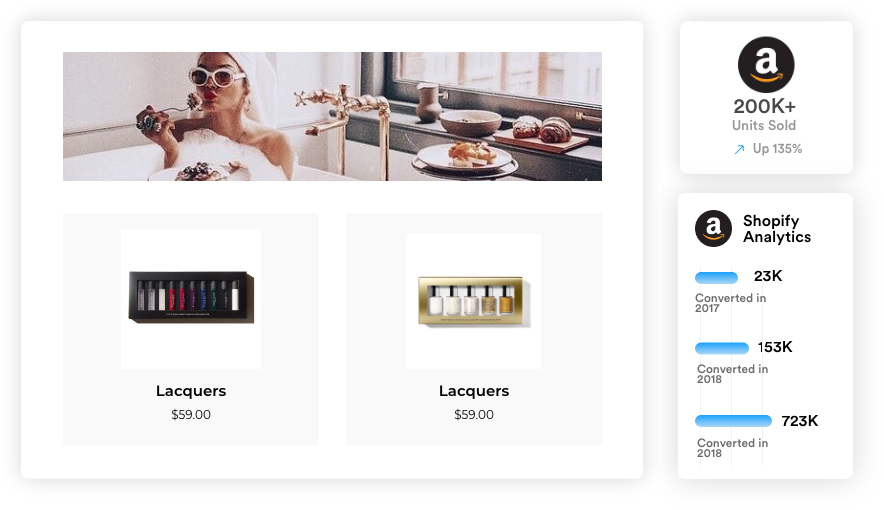 Lacquers
$59.00
Lacquers
$59.00
a
200K+
Units Sold
Up 135%
a
Shopify
Analytics
23K
Converted in
2017
153K
Converted in
2018
723K
Converted in
2018